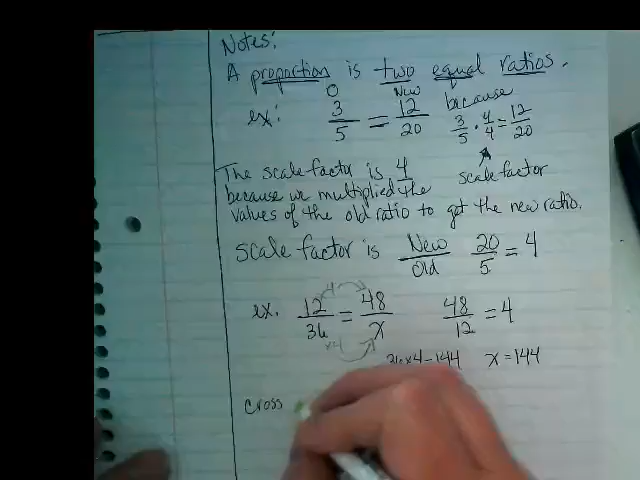 Notes:
A proportion is two equal ratios.
O New because
ex: 3/5 = 12/20 3/5 · 4/4 = 12/20
The scale factor is 4 scale factor
because we multiplied the
values of the old ratio to get the new ratio.
scale factor is New/Old 20/5 = 4
4
ex. 12/36 = 48/x 48/12 = 4
x4
36x4=144 x=144
cross